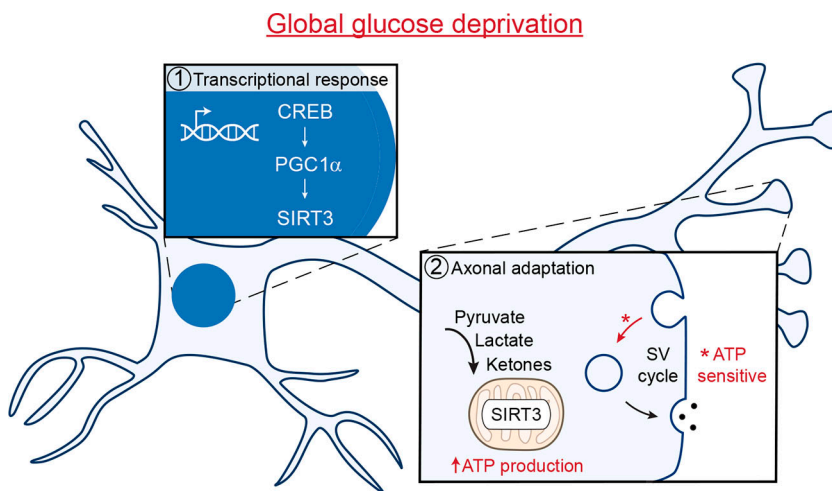 Global glucose deprivation
① Transcriptional response
CREB
PGC1α
SIRT3
② Axonal adaptation
Pyruvate
Lactate
Ketones
SIRT3
↑ATP production
*
SV
cycle
* ATP
sensitive